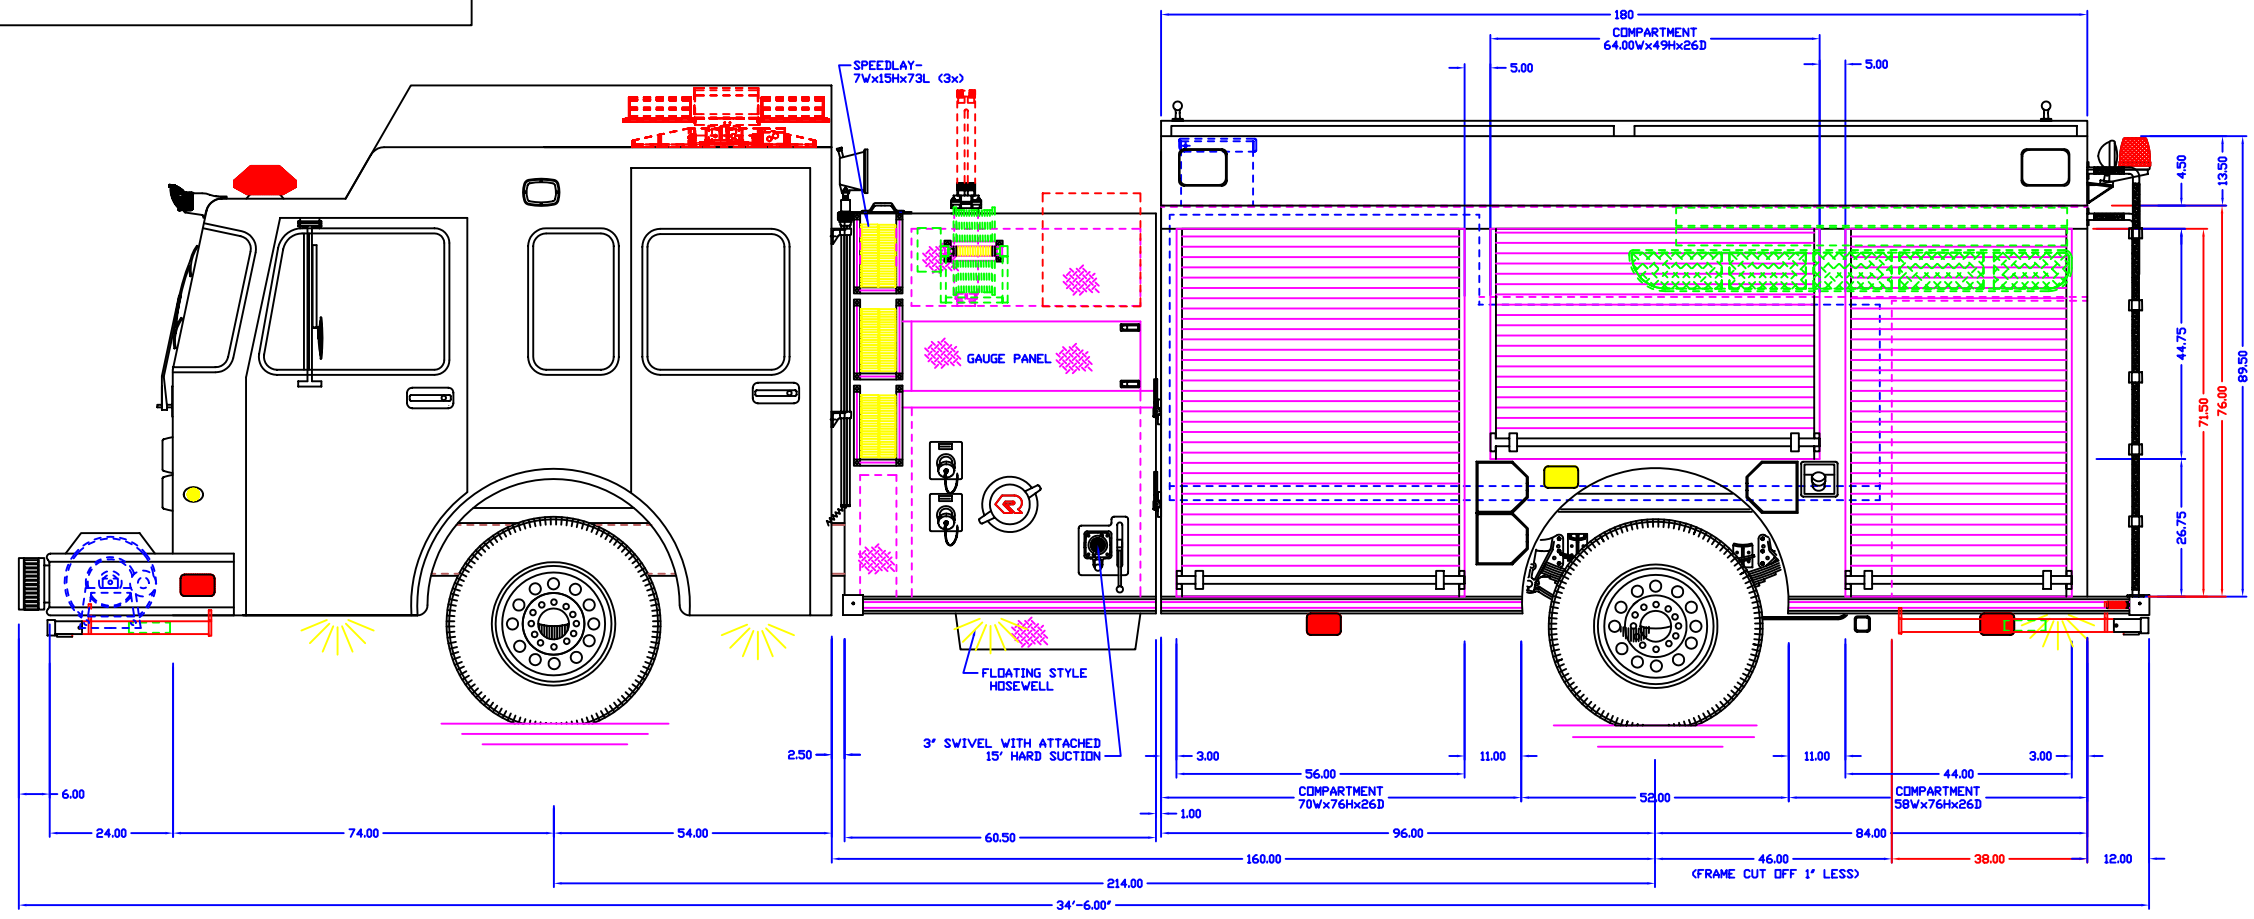 180
COMPARTMENT
64.00Wx49Hx26D
5.00
5.00
SPEEDLAY-
7Wx15Hx73L (3x)
4.50
13.50
GAUGE PANEL
44.75
89.50
71.50
76.00
26.75
R
FLOATING STYLE
HOSEWELL
3" SWIVEL WITH ATTACHED
15' HARD SUCTION
2.50
3.00
11.00
11.00
3.00
56.00
44.00
6.00
COMPARTMENT
70Wx76Hx26D
52.00
COMPARTMENT
58Wx76Hx26D
1.00
24.00
74.00
54.00
60.50
96.00
84.00
160.00
46.00
38.00
12.00
(FRAME CUT OFF 1" LESS)
214.00
34'-6.00"